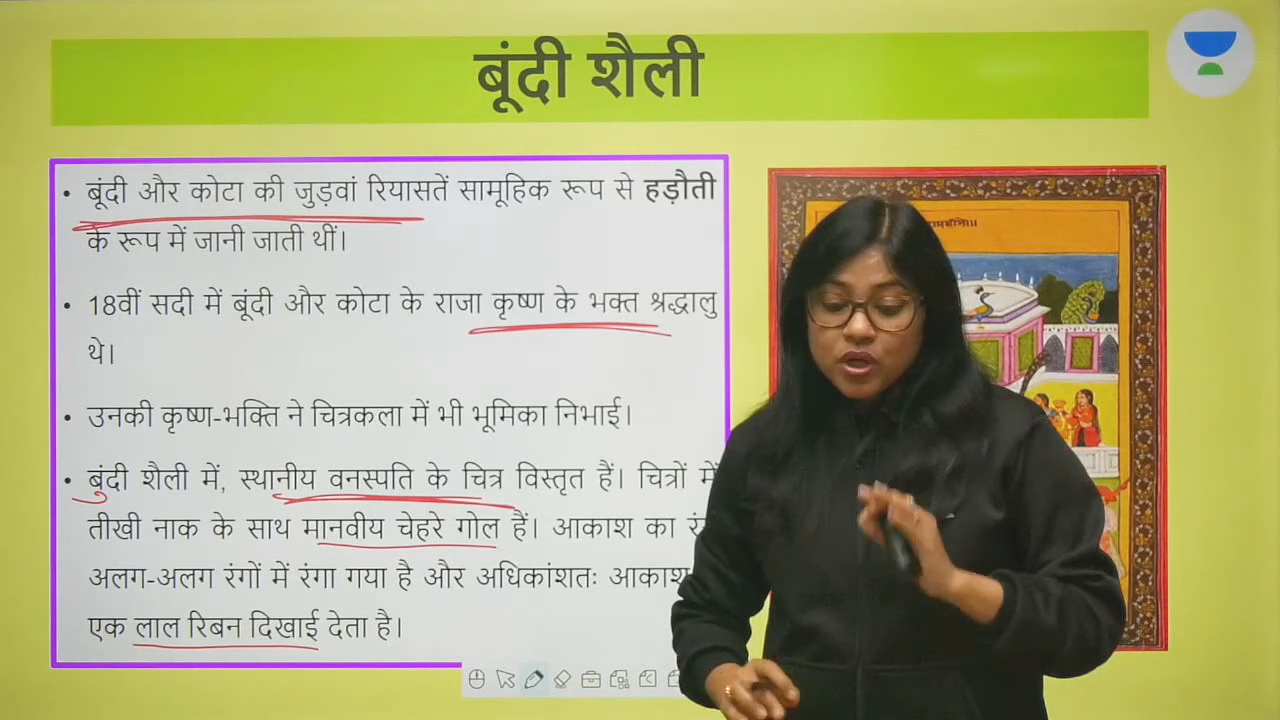 बूंदी शैली
• बूंदी और कोटा की जुड़वां रियासतें सामूहिक रूप से हड़ौती
के रूप में जानी जाती थीं।
• 18वीं सदी में बूंदी और कोटा के राजा कृष्ण के भक्त श्रद्धालु
थे।
• उनकी कृष्ण-भक्ति ने चित्रकला में भी भूमिका निभाई।
• बूंदी शैली में, स्थानीय वनस्पति के चित्र विस्तृत हैं। चित्रों में
तीखी नाक के साथ मानवीय चेहरे गोल हैं। आकाश का
अलग-अलग रंगों में रंगा गया है और अधिकांशतः आकाश
एक लाल रिबन दिखाई देता है।